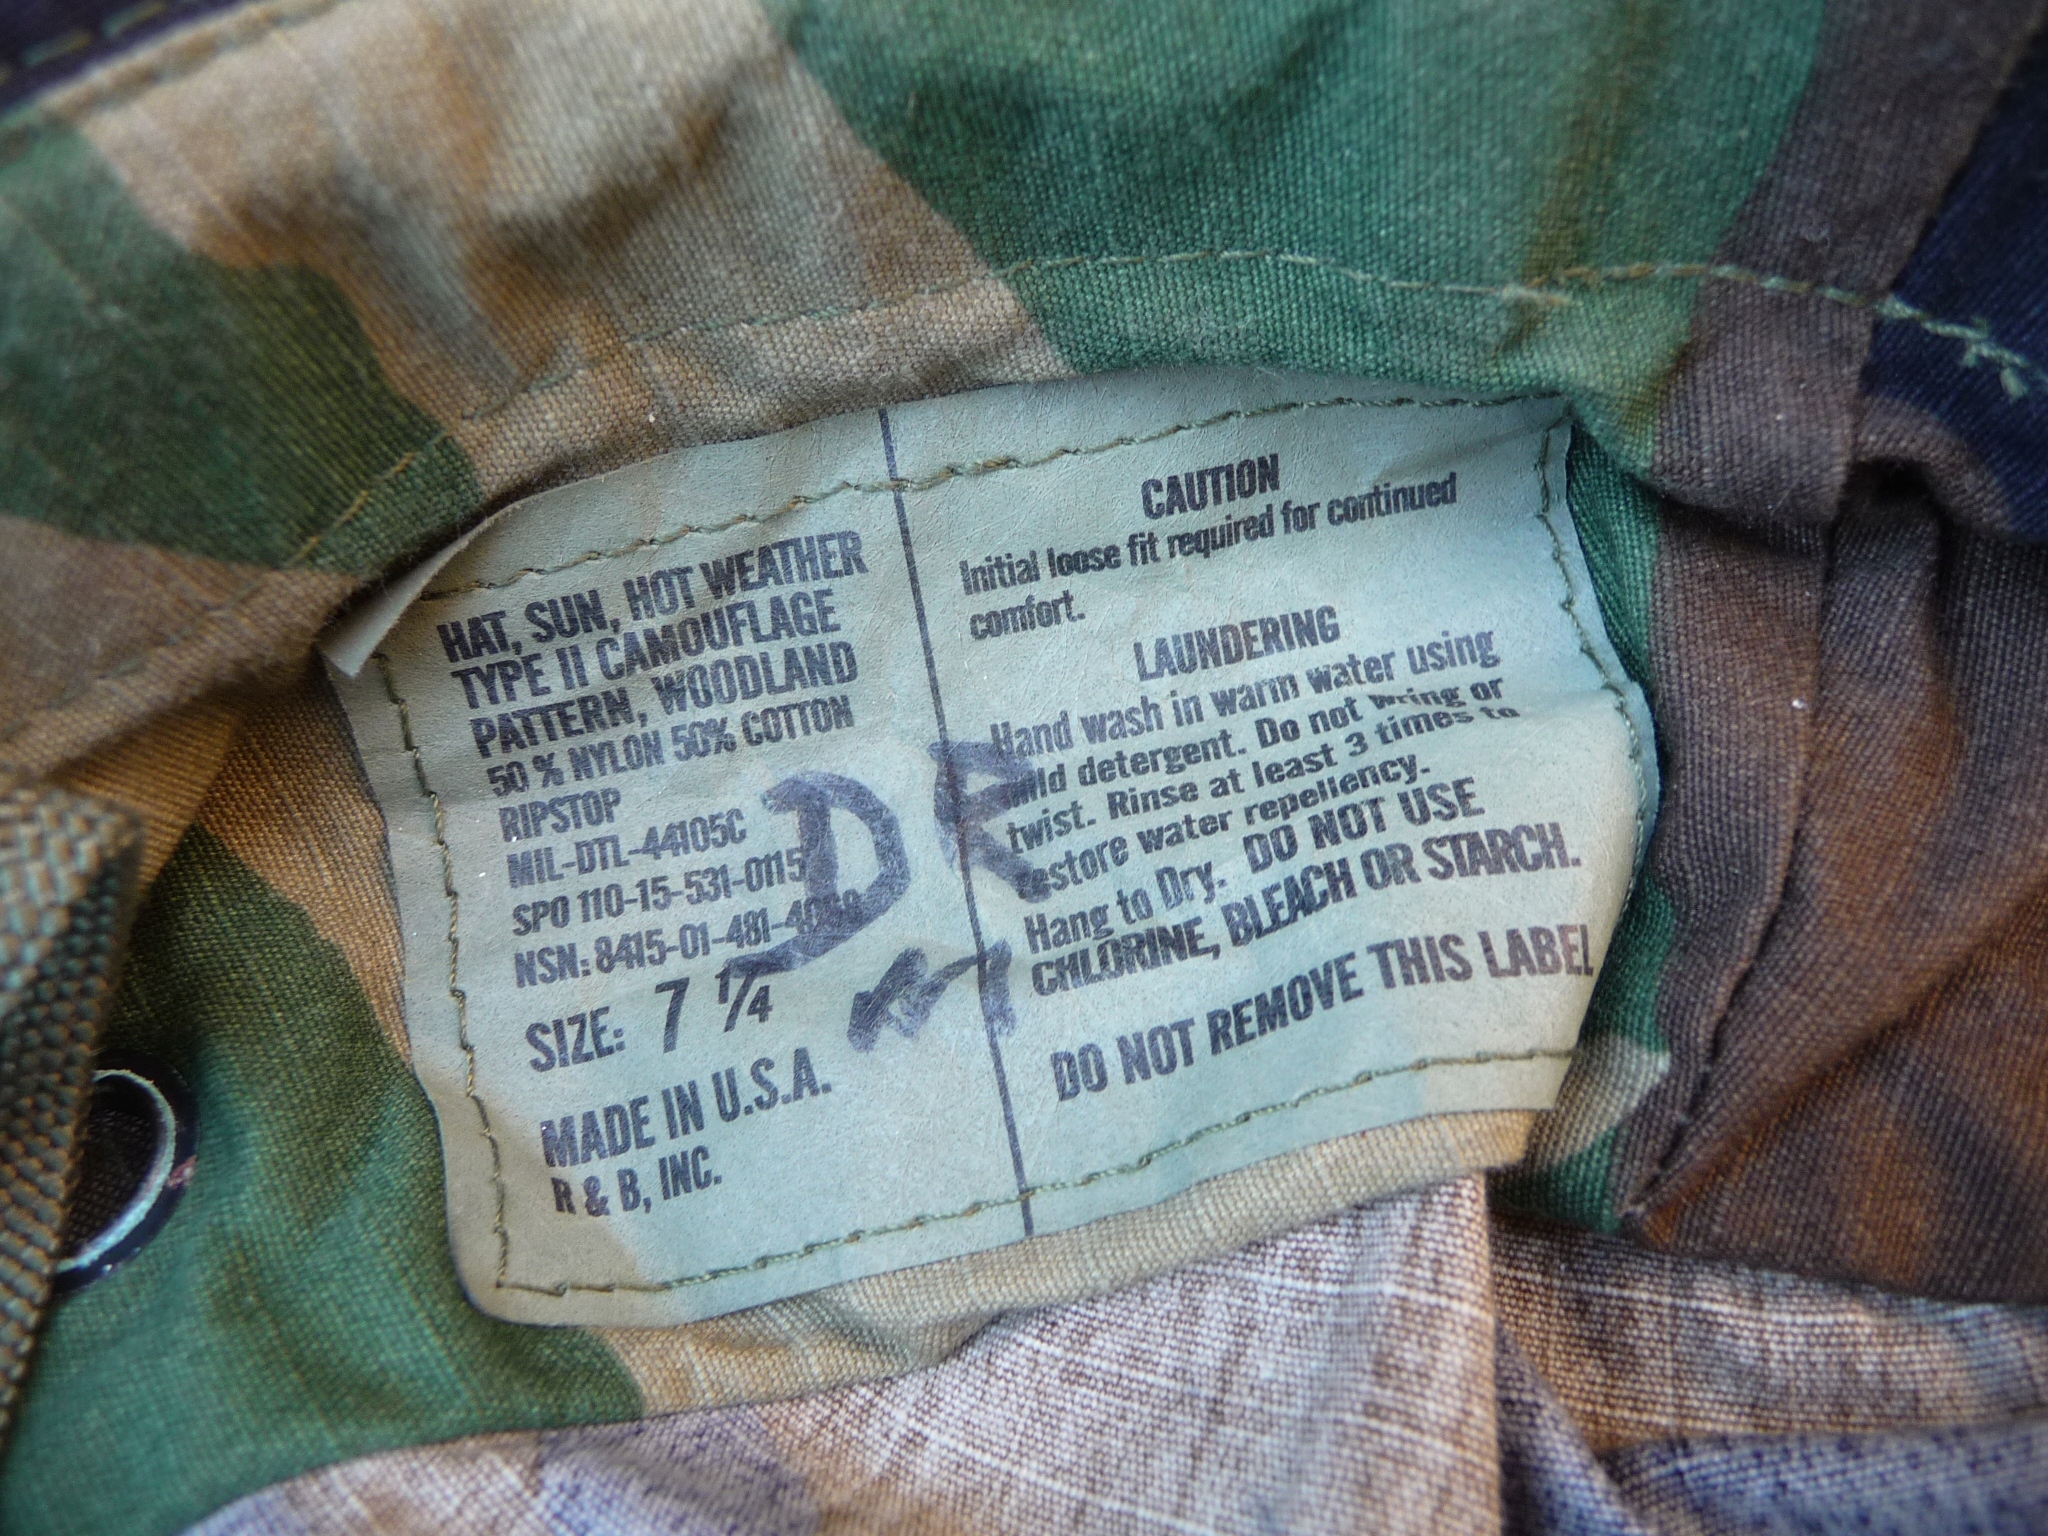 HAT, SUN, HOT WEATHER
TYPE II CAMOUFLAGE
PATTERN, WOODLAND
50 % NYLON 50% COTTON
RIPSTOP
MIL-DTL-44105C
SPO 110-15-531-0115
NSN: 8415-01-481-
SIZE: 7 1/4
MADE IN U.S.A.
R & B, INC.
CAUTION
Initial loose fit required for continued
comfort.
LAUNDERING
Hand wash in warm water using
mild detergent. Do not wring or
twist. Rinse at least 3 times to
restore water repellency.
Hang to Dry. DO NOT USE
CHLORINE, BLEACH OR STARCH.
DO NOT REMOVE THIS LABEL
DR